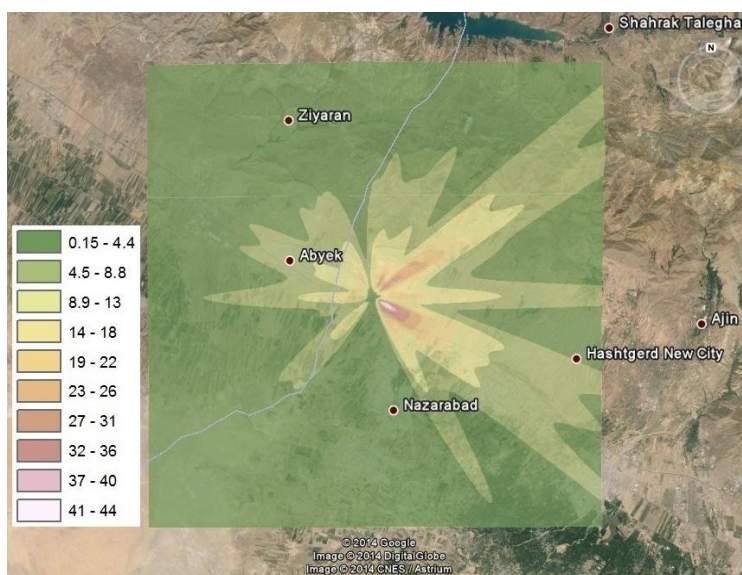 Shahrak Talegha
N
Ziyaran
Abyek
Ajin
Hashtgerd New City
Nazarabad
0.15 - 4.4
4.5 - 8.8
8.9 - 13
14 - 18
19 - 22
23 - 26
27 - 31
32 - 36
37 - 40
41 - 44
© 2014 Google
Image © 2014 DigitalGlobe
Image © 2014 CNES / Astrium